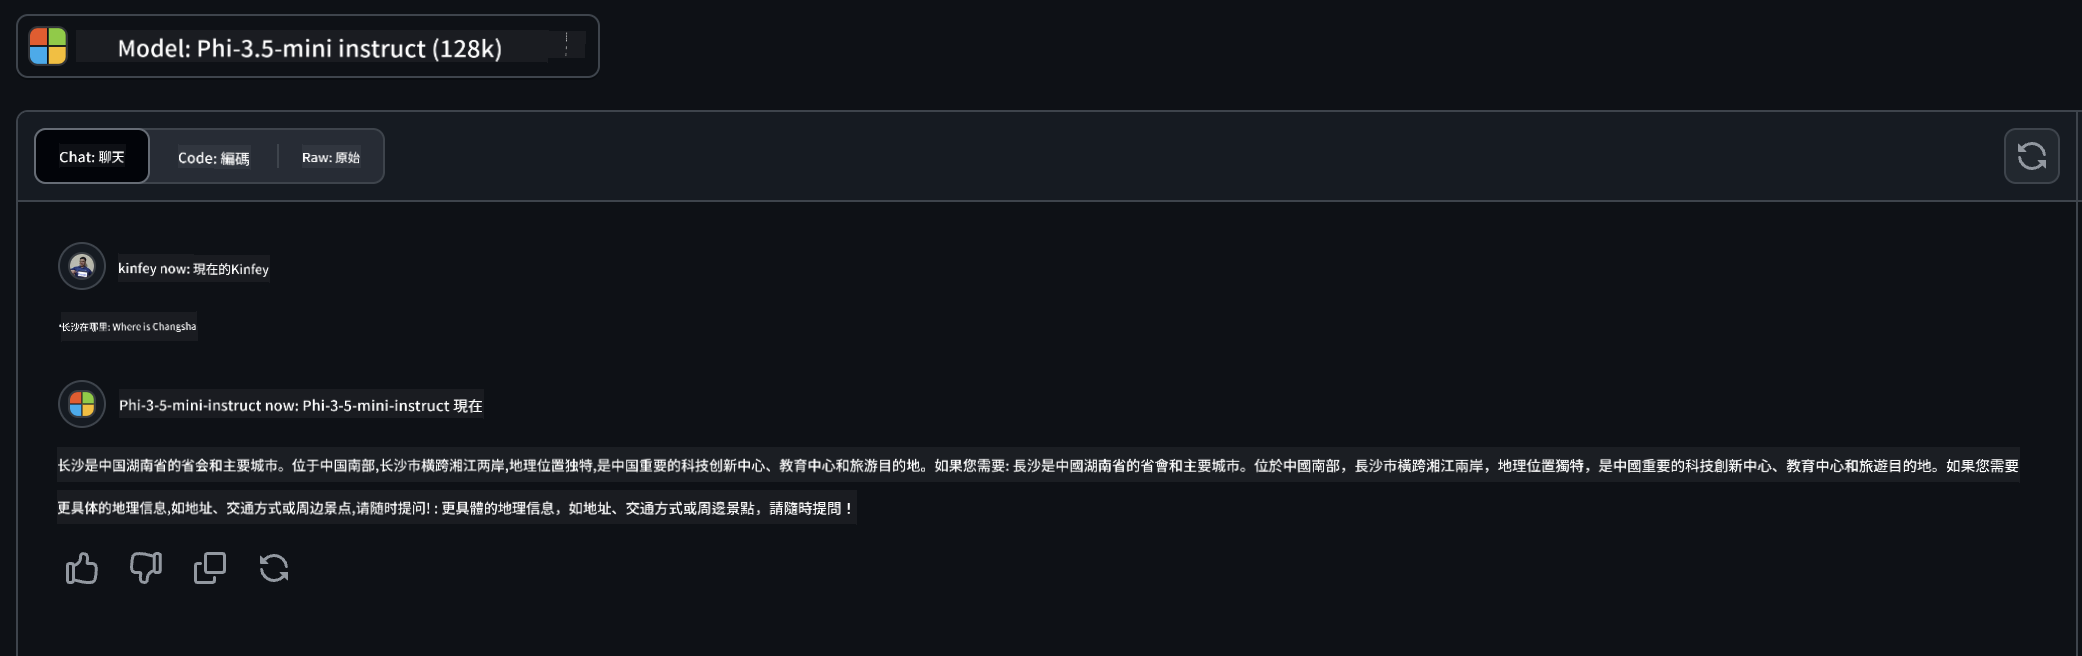 Model: Phi-3.5-mini instruct (128k)
Chat: 聊天
Code: 編碼
Raw: 原始
kinfey now: 現在的Kinfey
·长沙在哪里: Where is Changsha
Phi-3-5-mini-instruct now: Phi-3-5-mini-instruct 現在
长沙是中国湖南省的省会和主要城市。位于中国南部,长沙市横跨湘江两岸,地理位置独特,是中国重要的科技创新中心、教育中心和旅游目的地。如果您需要: 長沙是中國湖南省的省會和主要城市。位於中國南部，長沙市橫跨湘江兩岸，地理位置獨特，是中國重要的科技創新中心、教育中心和旅遊目的地。如果您需要
更具体的地理信息,如地址、交通方式或周边景点,请随时提问! : 更具體的地理信息，如地址、交通方式或周邊景點，請隨時提問！